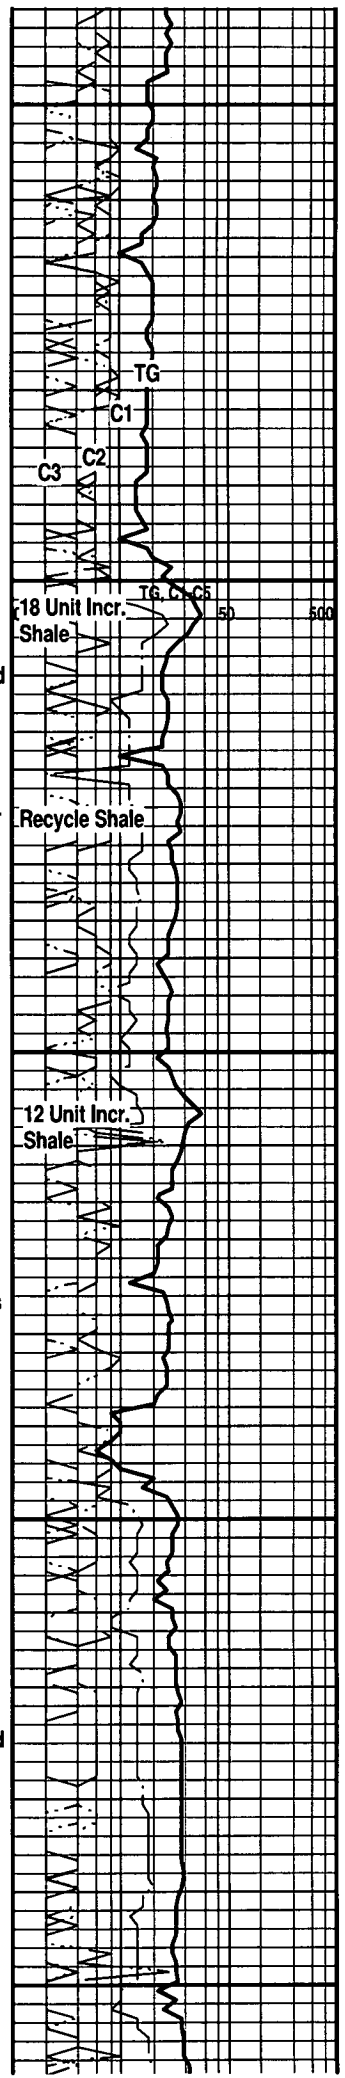 TG
C1
C2
C3
TG, C1-C5
50 500
18 Unit Incr.
Shale
Recycle Shale
12 Unit Incr.
Shale